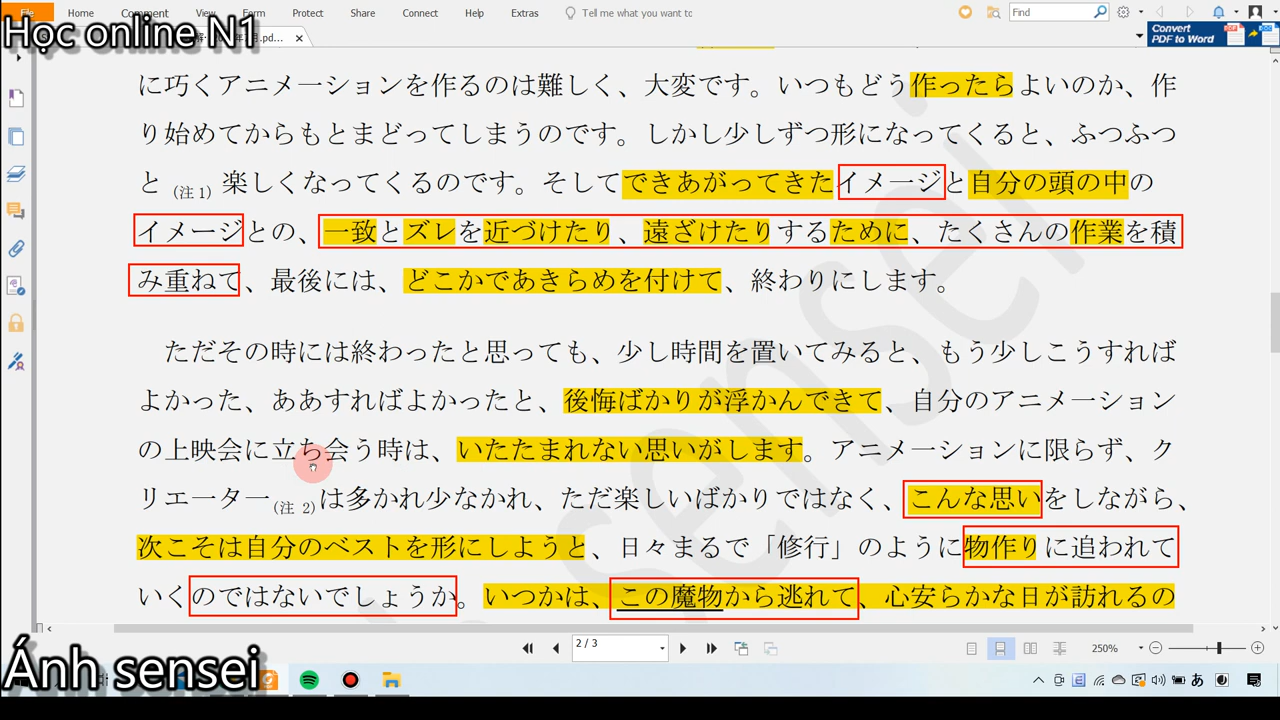 File Home Comment View Form Protect Share Connect Help Extras Tell me what you want tc Find
Học online N1
月.pd...
Convert
PDF to Word
に巧くアニメーションを作るのは難しく、大変です。いつもどう作ったらよいのか、作
り始めてからもとまどってしまうのです。しかし少しずつ形になってくると、ふつふつ
と(注 1)楽しくなってくるのです。そしてできあがってきたイメージと自分の頭の中の
イメージとの、一致とズレを近づけたり、遠ざけたりするために、たくさんの作業を積
み重ねて、最後には、どこかであきらめを付けて、終わりにします。
ただその時には終わったと思っても、少し時間を置いてみると、もう少しこうすれば
よかった、ああすればよかったと、後悔ばかりが浮かんできて、自分のアニメーション
の上映会に立ち会う時は、いたたまれない思いがします。アニメーションに限らず、ク
リエーター(注 2)は多かれ少なかれ、ただ楽しいばかりではなく、こんな思いをしながら、
次こそは自分のベストを形にしようと、日々まるで「修行」のように物作りに追われて
いくのではないでしょうか。いつかは、この魔物から逃れて、心安らかな日が訪れるの
sensei
2 / 3
250%
Ánh sensei
あ